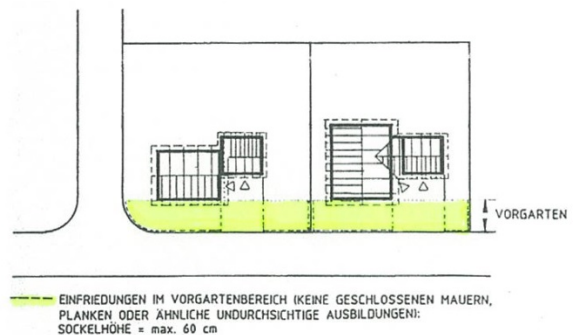 VORGARTEN
EINFRIEDUNGEN IM VORGARTENBEREICH (KEINE GESCHLOSSENEN MAUERN,
PLANKEN ODER ÄHNLICHE UNDURCHSICHTIGE AUSBILDUNGEN):
SOCKELHÖHE = max. 60 cm